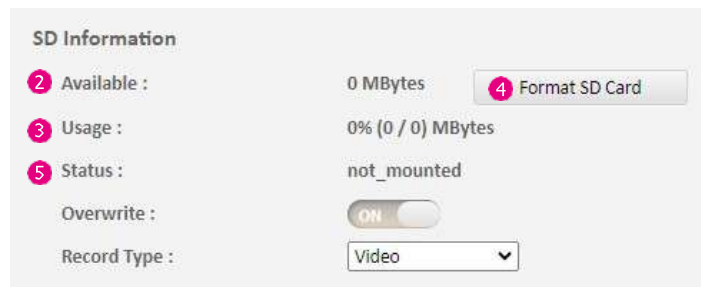 SD Information
2 Available : 0 MBytes 4 Format SD Card
3 Usage : 0% (0 / 0) MBytes
5 Status : not_mounted
Overwrite : ON
Record Type : Video